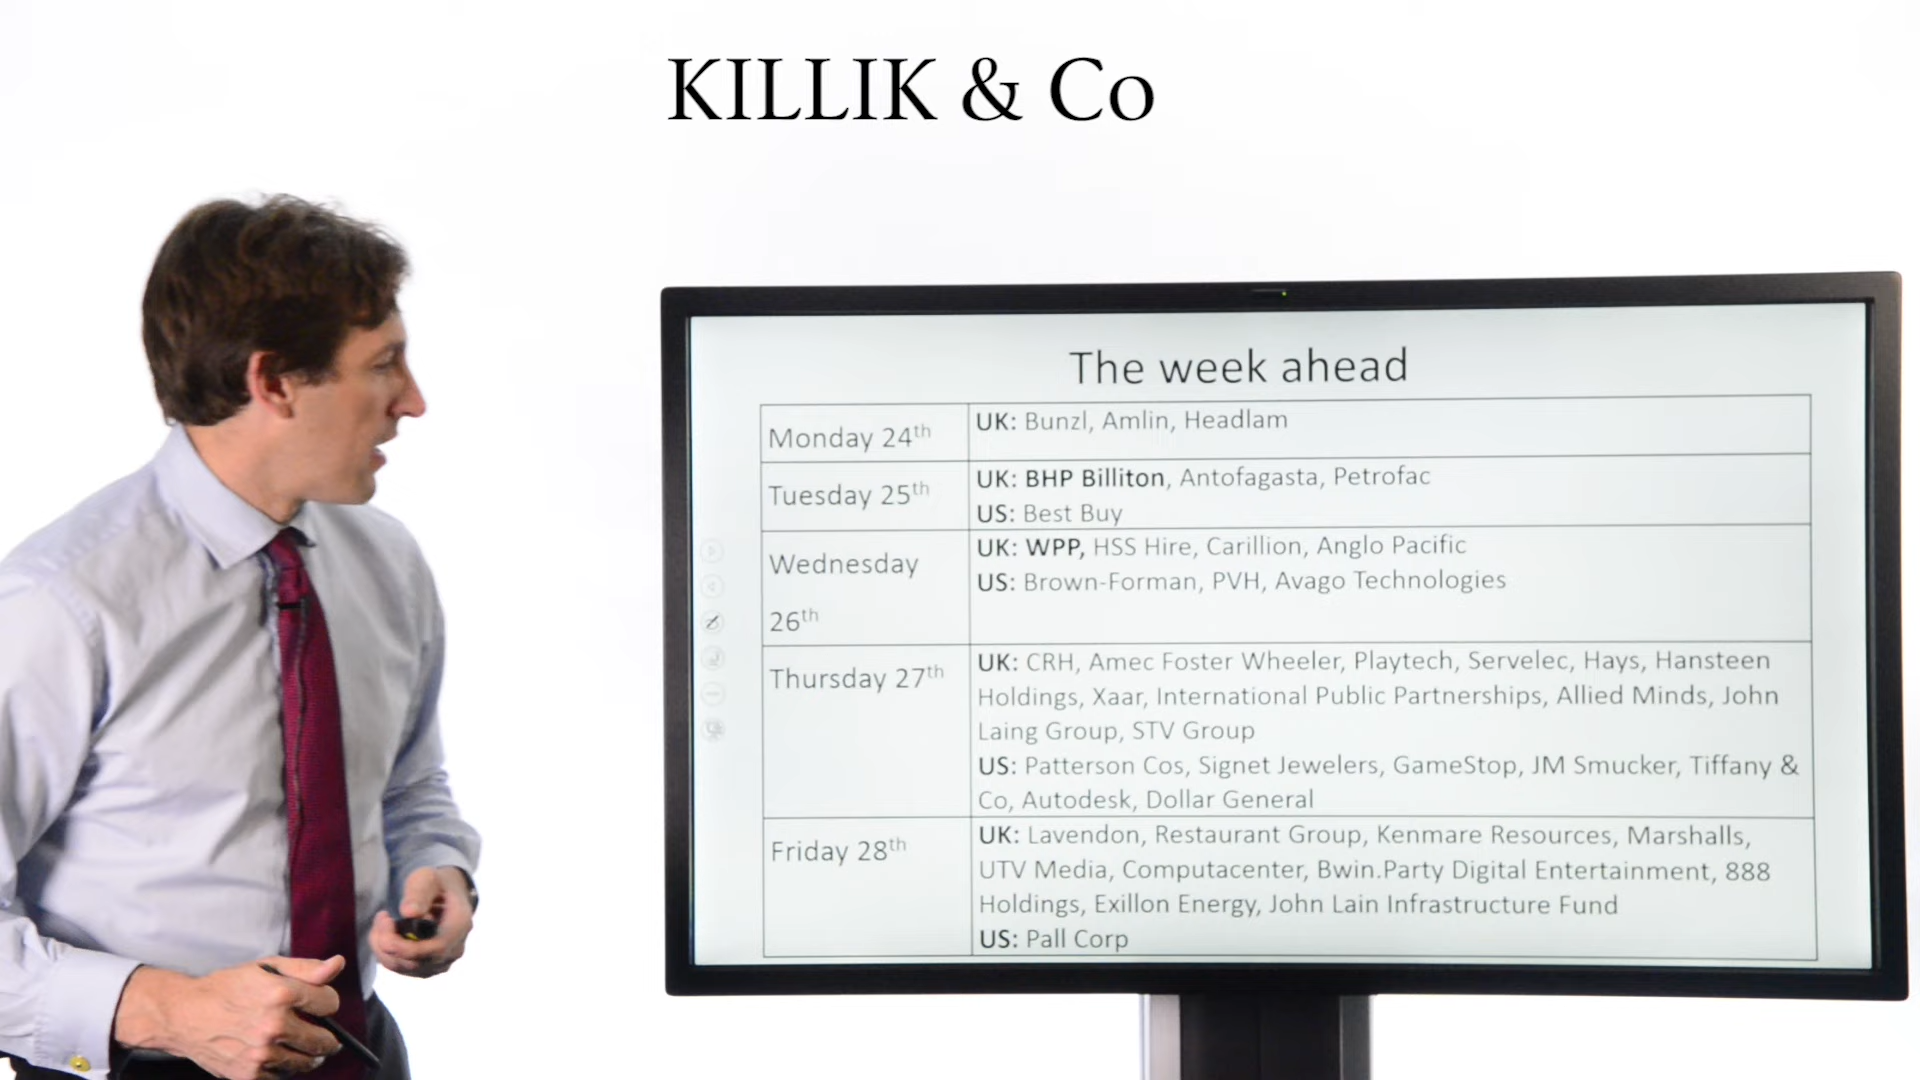 KILLIK & Co
The week ahead
Monday 24th
UK: Bunzl, Amlin, Headlam
Tuesday 25th
UK: BHP Billiton, Antofagasta, Petrofac
US: Best Buy
Wednesday
26th
UK: WPP, HSS Hire, Carillion, Anglo Pacific
US: Brown-Forman, PVH, Avago Technologies
Thursday 27th
UK: CRH, Amec Foster Wheeler, Playtech, Servelec, Hays, Hansteen
Holdings, Xaar, International Public Partnerships, Allied Minds, John
Laing Group, STV Group
US: Patterson Cos, Signet Jewelers, GameStop, JM Smucker, Tiffany &
Co, Autodesk, Dollar General
Friday 28th
UK: Lavendon, Restaurant Group, Kenmare Resources, Marshalls,
UTV Media, Computacenter, Bwin.Party Digital Entertainment, 888
Holdings, Exillon Energy, John Lain Infrastructure Fund
US: Pall Corp